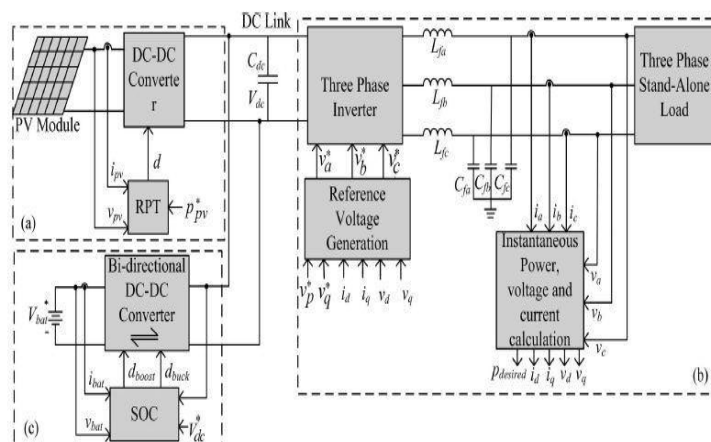 DC Link
DC-DC
Converte
r
C_dc
V_dc
PV Module
d
i_pv
v_pv
RPT
p*_pv
(a)
Three Phase
Inverter
L_fa
L_fb
L_fc
Three Phase
Stand-Alone
Load
v*_a v*_b v*_c
C_fa C_fb C_fc
Reference
Voltage
Generation
v*_p v*_q i_d i_q v_d v_q
i_a i_b i_c
Instantaneous
Power,
voltage and
current
calculation
v_a
v_b
v_c
p_desired i_d i_q v_d v_q
(b)
Bi-directional
DC-DC
Converter
V_bat
+
-
i_bat
d_boost d_buck
v_bat
SOC
V*_dc
(c)